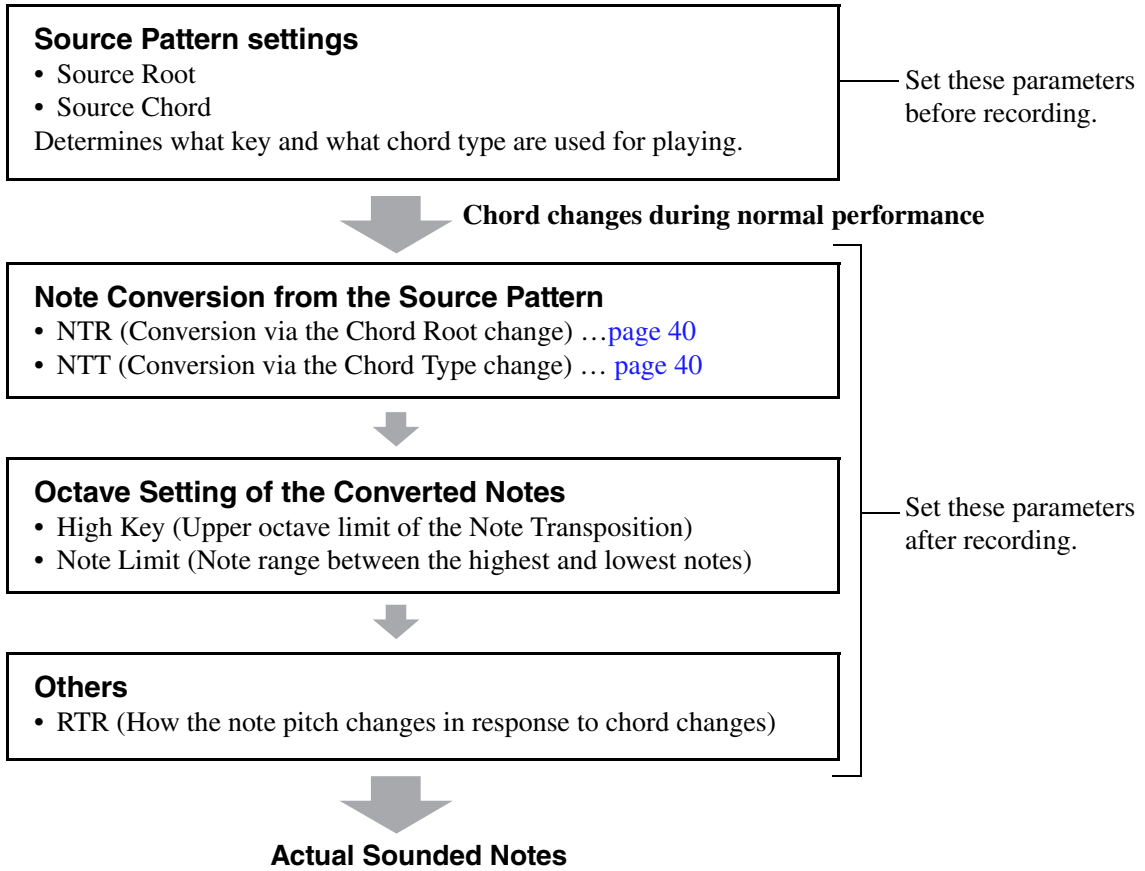 Source Pattern settings
• Source Root
• Source Chord
Determines what key and what chord type are used for playing.
Set these parameters
before recording.
Chord changes during normal performance
Note Conversion from the Source Pattern
• NTR (Conversion via the Chord Root change) …page 40
• NTT (Conversion via the Chord Type change) … page 40
Octave Setting of the Converted Notes
• High Key (Upper octave limit of the Note Transposition)
• Note Limit (Note range between the highest and lowest notes)
Set these parameters
after recording.
Others
• RTR (How the note pitch changes in response to chord changes)
Actual Sounded Notes